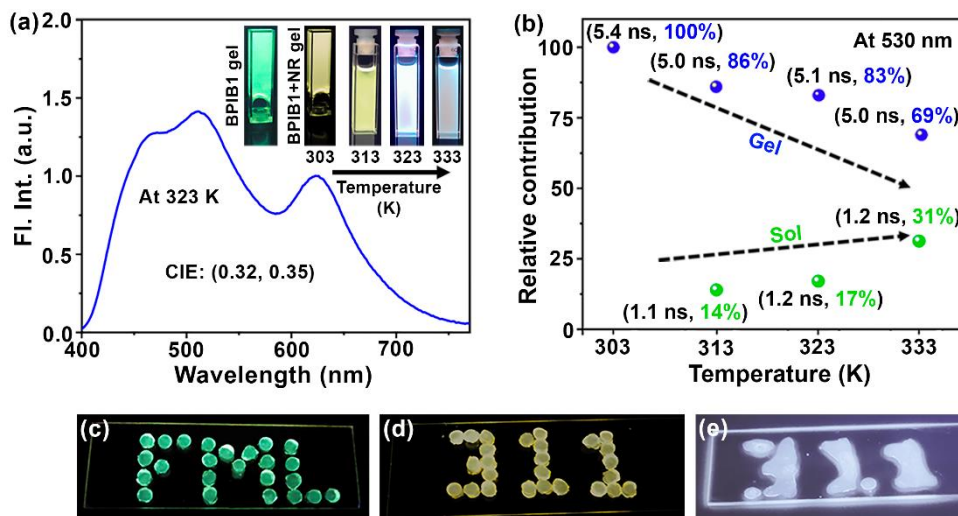 (a)
2.0
1.5
1.0
0.5
0.0
Fl. Int. (a.u.)
BPIB1 gel
BPIB1+NR gel
303 313 323 333
Temperature
(K)
At 323 K
CIE: (0.32, 0.35)
400 500 600 700
Wavelength (nm)
(b)
100
75
50
25
0
Relative contribution
(5.4 ns, 100%)
At 530 nm
(5.0 ns, 86%)
(5.1 ns, 83%)
(5.0 ns, 69%)
Gel
(1.2 ns, 31%)
Sol
(1.1 ns, 14%)
(1.2 ns, 17%)
303 313 323 333
Temperature (K)
(c)
FML
(d)
311
(e)
311